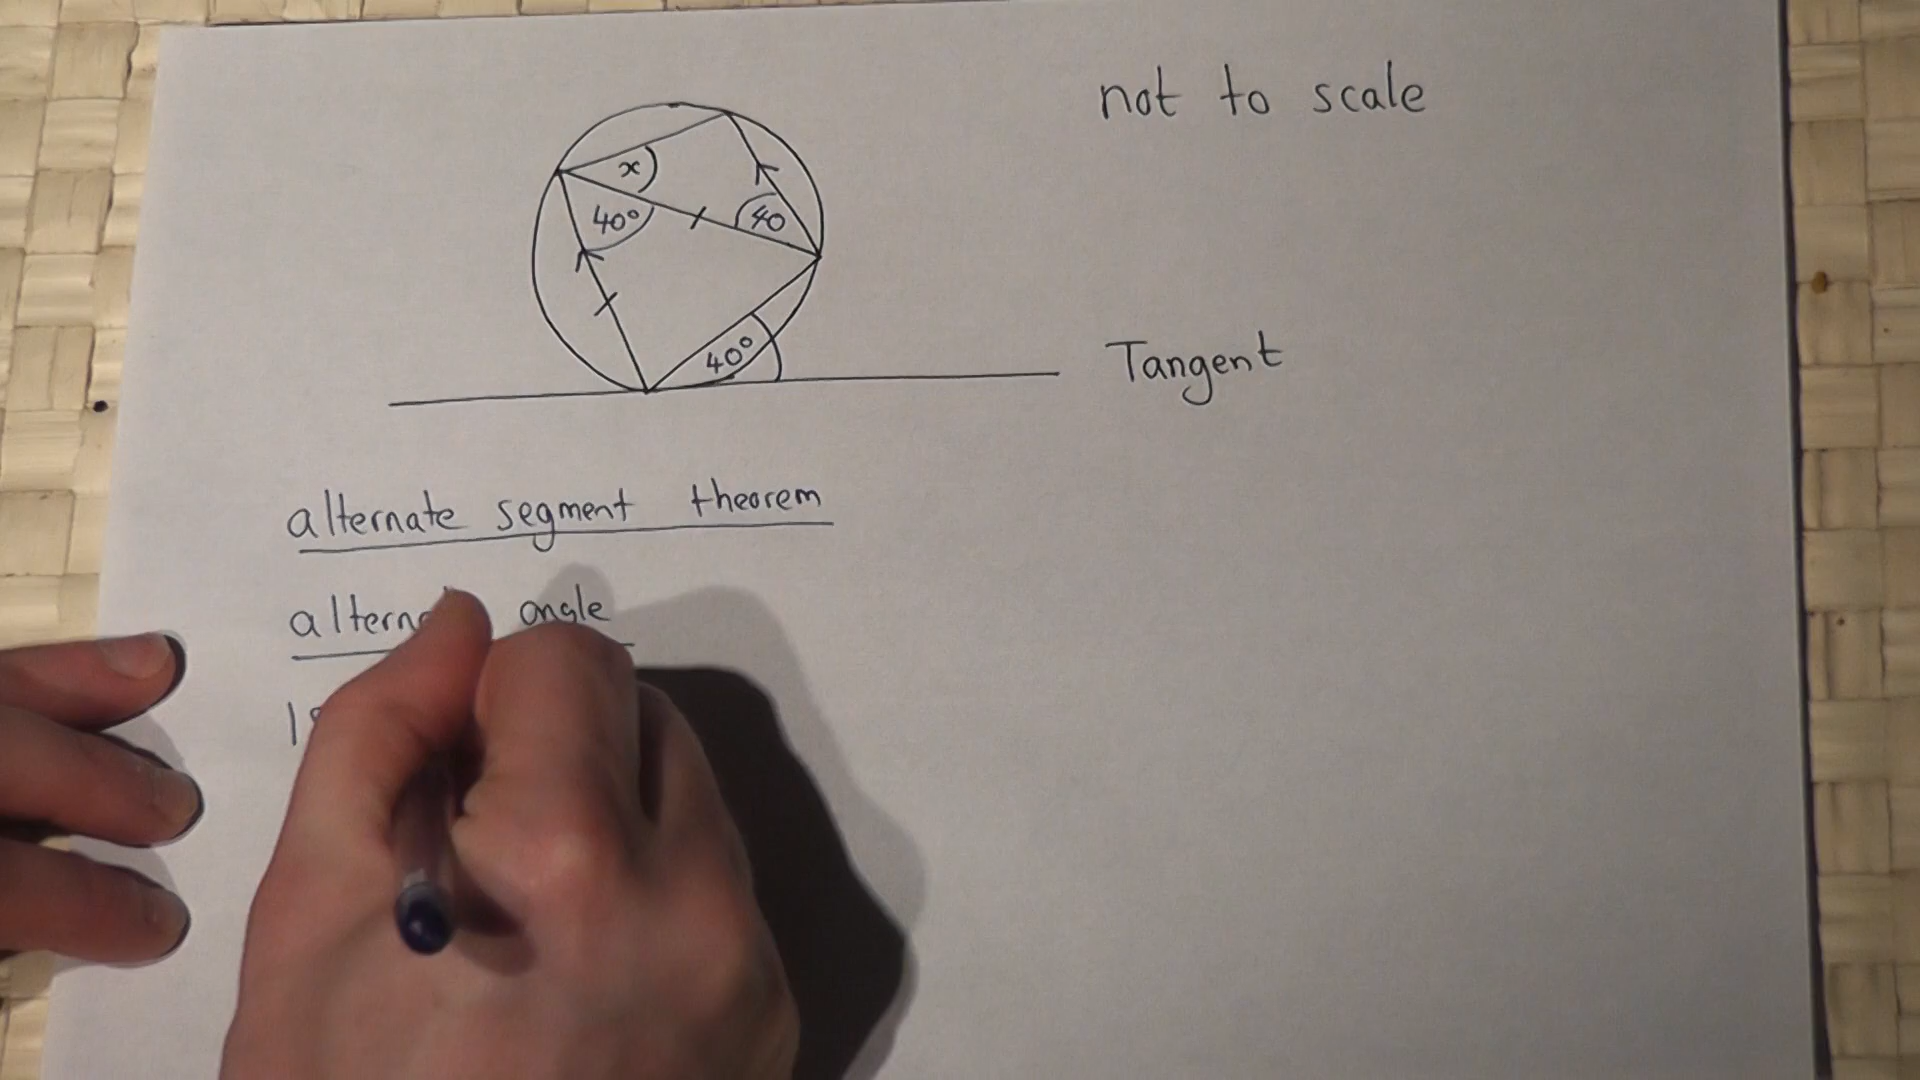 not to scale
x
40°
40
40°
Tangent
alternate segment theorem
angle